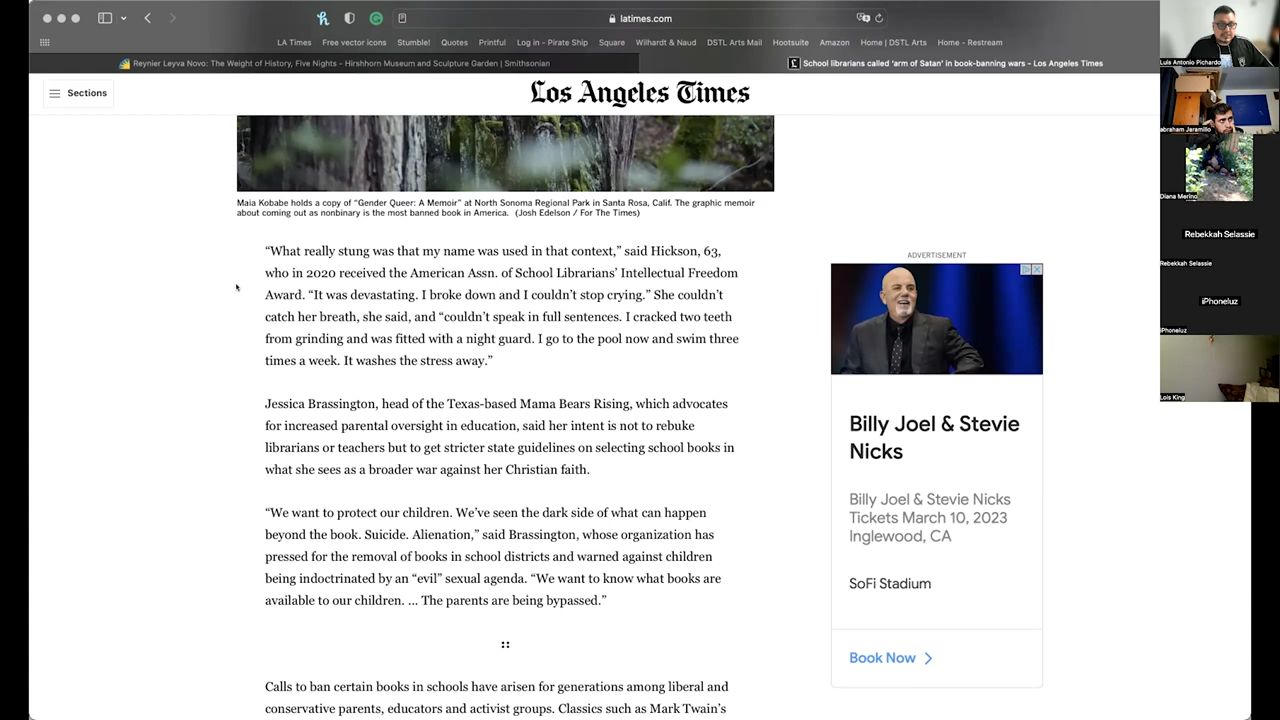 latimes.com
LA Times Free vector icons Stumble! Quotes Printful Log in - Pirate Ship Square Wilhardt & Naud DSTL Arts Mail Hootsuite Amazon Home | DSTL Arts Home - Restream
Reynier Leyva Novo: The Weight of History, Five Nights - Hirshhorn Museum and Sculpture Garden | Smithsonian
School librarians called ‘arm of Satan’ in book-banning wars - Los Angeles Times
Sections
Los Angeles Times
Maia Kobabe holds a copy of “Gender Queer: A Memoir” at North Sonoma Regional Park in Santa Rosa, Calif. The graphic memoir
about coming out as nonbinary is the most banned book in America. (Josh Edelson / For The Times)
“What really stung was that my name was used in that context,” said Hickson, 63,
who in 2020 received the American Assn. of School Librarians’ Intellectual Freedom
Award. “It was devastating. I broke down and I couldn’t stop crying.” She couldn’t
catch her breath, she said, and “couldn’t speak in full sentences. I cracked two teeth
from grinding and was fitted with a night guard. I go to the pool now and swim three
times a week. It washes the stress away.”
Jessica Brassington, head of the Texas-based Mama Bears Rising, which advocates
for increased parental oversight in education, said her intent is not to rebuke
librarians or teachers but to get stricter state guidelines on selecting school books in
what she sees as a broader war against her Christian faith.
“We want to protect our children. We’ve seen the dark side of what can happen
beyond the book. Suicide. Alienation,” said Brassington, whose organization has
pressed for the removal of books in school districts and warned against children
being indoctrinated by an “evil” sexual agenda. “We want to know what books are
available to our children. ... The parents are being bypassed.”
Calls to ban certain books in schools have arisen for generations among liberal and
conservative parents, educators and activist groups. Classics such as Mark Twain’s
ADVERTISEMENT
Billy Joel & Stevie
Nicks
Billy Joel & Stevie Nicks
Tickets March 10, 2023
Inglewood, CA
SoFi Stadium
Book Now
Luis Antonio Pichardo
abraham Jaramillo
Diana Merino
Rebekkah Selassie
Rebekkah Selassie
iPhoneluz
iPhoneluz
Lois King